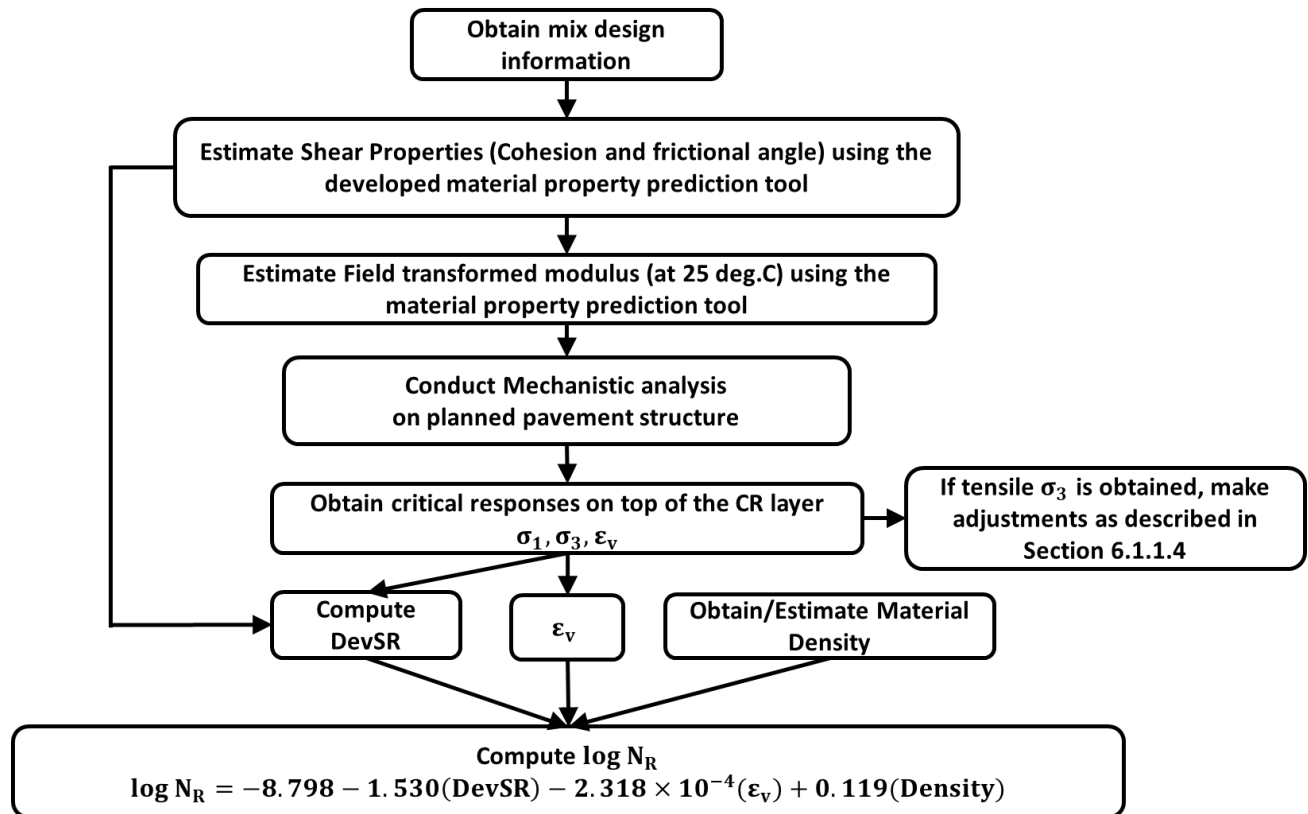 Obtain mix design
information
Estimate Shear Properties (Cohesion and frictional angle) using the
developed material property prediction tool
Estimate Field transformed modulus (at 25 deg.C) using the
material property prediction tool
Conduct Mechanistic analysis
on planned pavement structure
Obtain critical responses on top of the CR layer
σ₁, σ₃, εᵥ
If tensile σ₃ is obtained, make
adjustments as described in
Section 6.1.1.4
Compute
DevSR
εᵥ
Obtain/Estimate Material
Density
Compute log N_R
log N_R = −8.798 − 1.530(DevSR) − 2.318 × 10⁻⁴(εᵥ) + 0.119(Density)